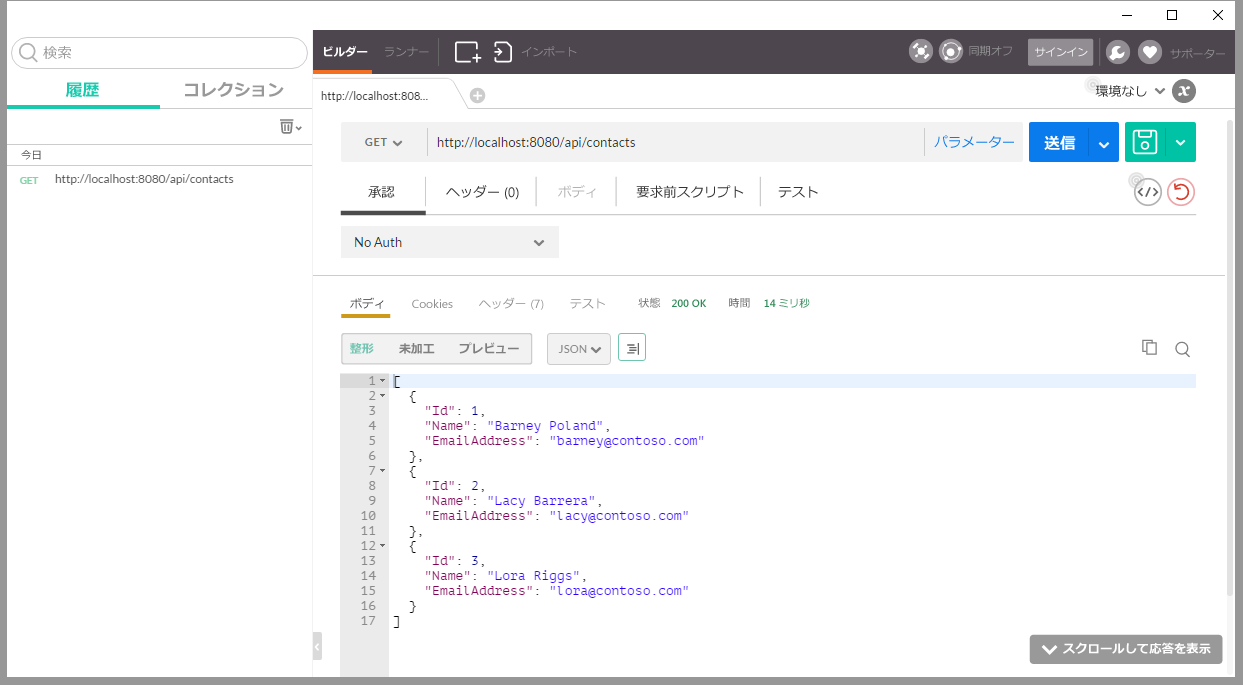 検索
履歴 コレクション
今日
GET http://localhost:8080/api/contacts
ビルダー ランナー インポート 同期オフ サインイン サポーター
http://localhost:808... 環境なし
GET http://localhost:8080/api/contacts パラメーター 送信
承認 ヘッダー (0) ボディ 要求前スクリプト テスト
No Auth
ボディ Cookies ヘッダー (7) テスト 状態 200 OK 時間 14 ミリ秒
整形 未加工 プレビュー JSON
1 [
2 {
3 "Id": 1,
4 "Name": "Barney Poland",
5 "EmailAddress": "barney@contoso.com"
6 },
7 {
8 "Id": 2,
9 "Name": "Lacy Barrera",
10 "EmailAddress": "lacy@contoso.com"
11 },
12 {
13 "Id": 3,
14 "Name": "Lora Riggs",
15 "EmailAddress": "lora@contoso.com"
16 }
17 ]
スクロールして応答を表示